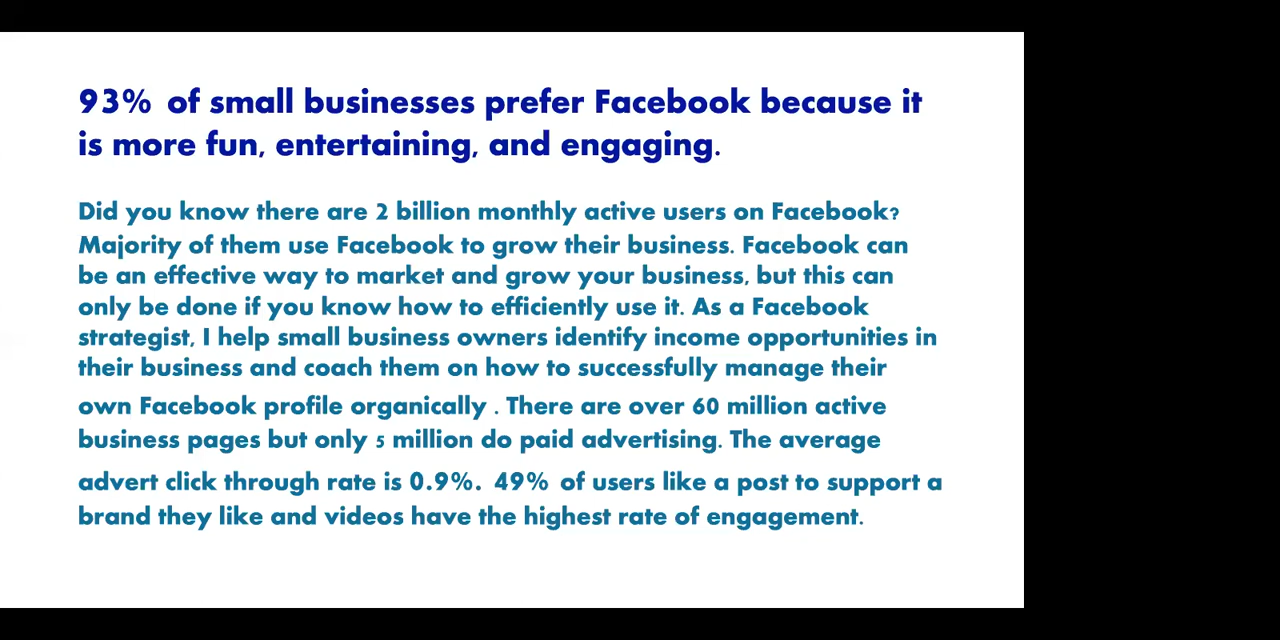 93% of small businesses prefer Facebook because it
is more fun, entertaining, and engaging.
Did you know there are 2 billion monthly active users on Facebook?
Majority of them use Facebook to grow their business. Facebook can
be an effective way to market and grow your business, but this can
only be done if you know how to efficiently use it. As a Facebook
strategist, I help small business owners identify income opportunities in
their business and coach them on how to successfully manage their
own Facebook profile organically . There are over 60 million active
business pages but only 5 million do paid advertising. The average
advert click through rate is 0.9%. 49% of users like a post to support a
brand they like and videos have the highest rate of engagement.